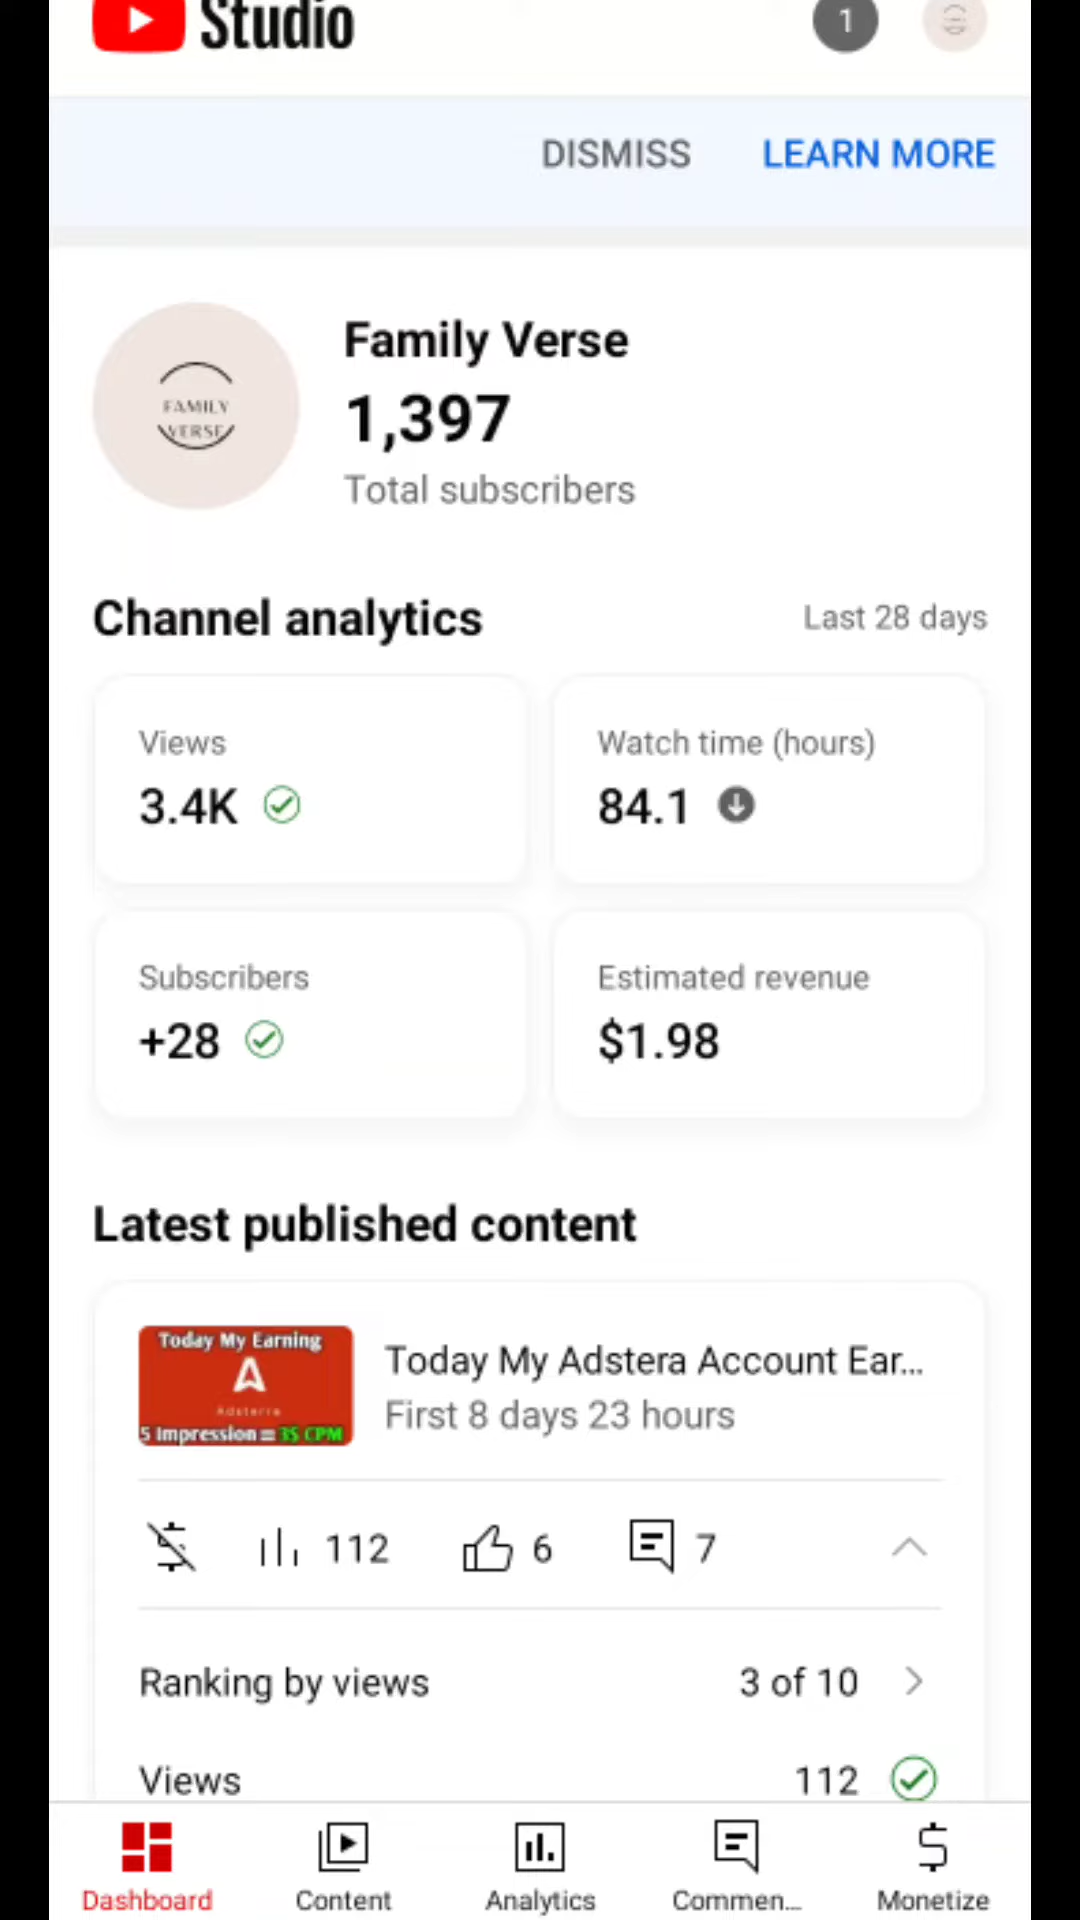 Studio
1
DISMISS LEARN MORE
FAMILY
VERSE
Family Verse
1,397
Total subscribers
Channel analytics Last 28 days
Views
3.4K
Watch time (hours)
84.1
Subscribers
+28
Estimated revenue
$1.98
Latest published content
Today My Earning
Adsterra
5 Impression = 3$ CPM
Today My Adstera Account Ear...
First 8 days 23 hours
112 6 7
Ranking by views 3 of 10
Views 112
Dashboard Content Analytics Commen... Monetize